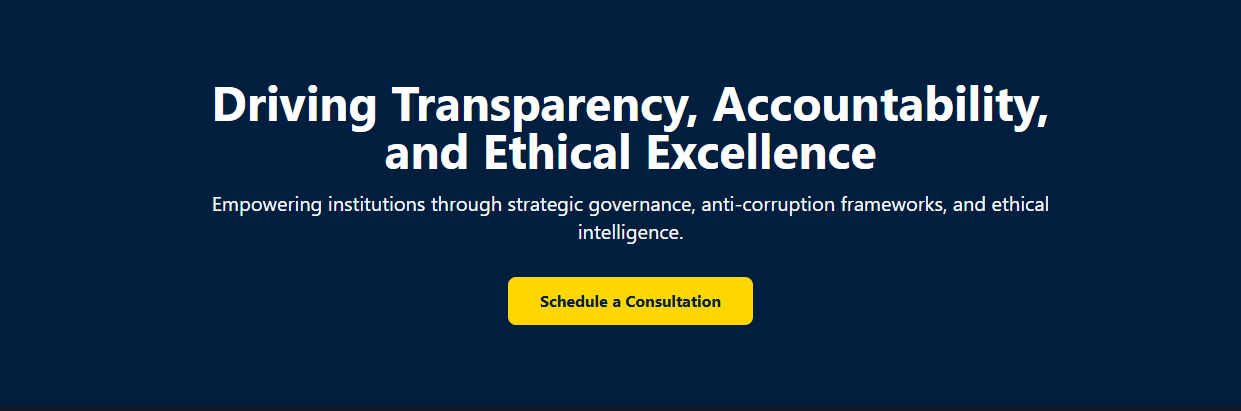 Driving Transparency, Accountability,
and Ethical Excellence
Empowering institutions through strategic governance, anti-corruption frameworks, and ethical
intelligence.
Schedule a Consultation